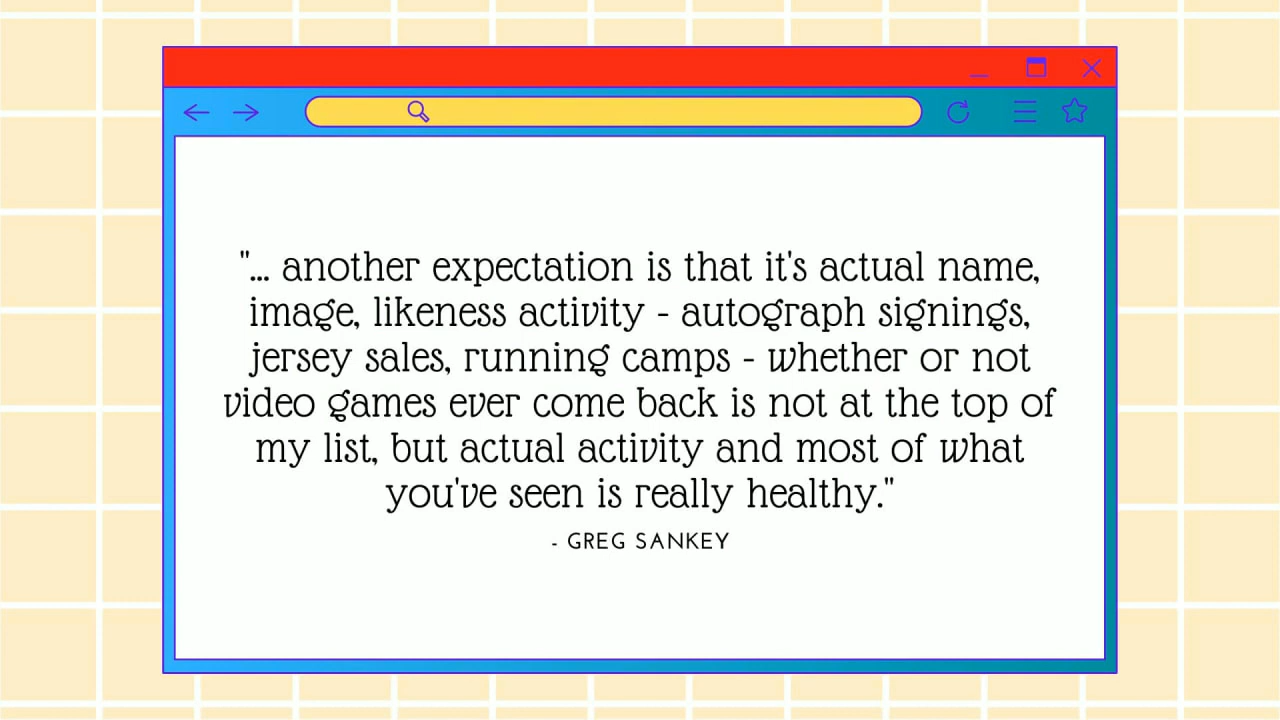 "... another expectation is that it's actual name,
image, likeness activity - autograph signings,
jersey sales, running camps - whether or not
video games ever come back is not at the top of
my list, but actual activity and most of what
you've seen is really healthy."
- GREG SANKEY